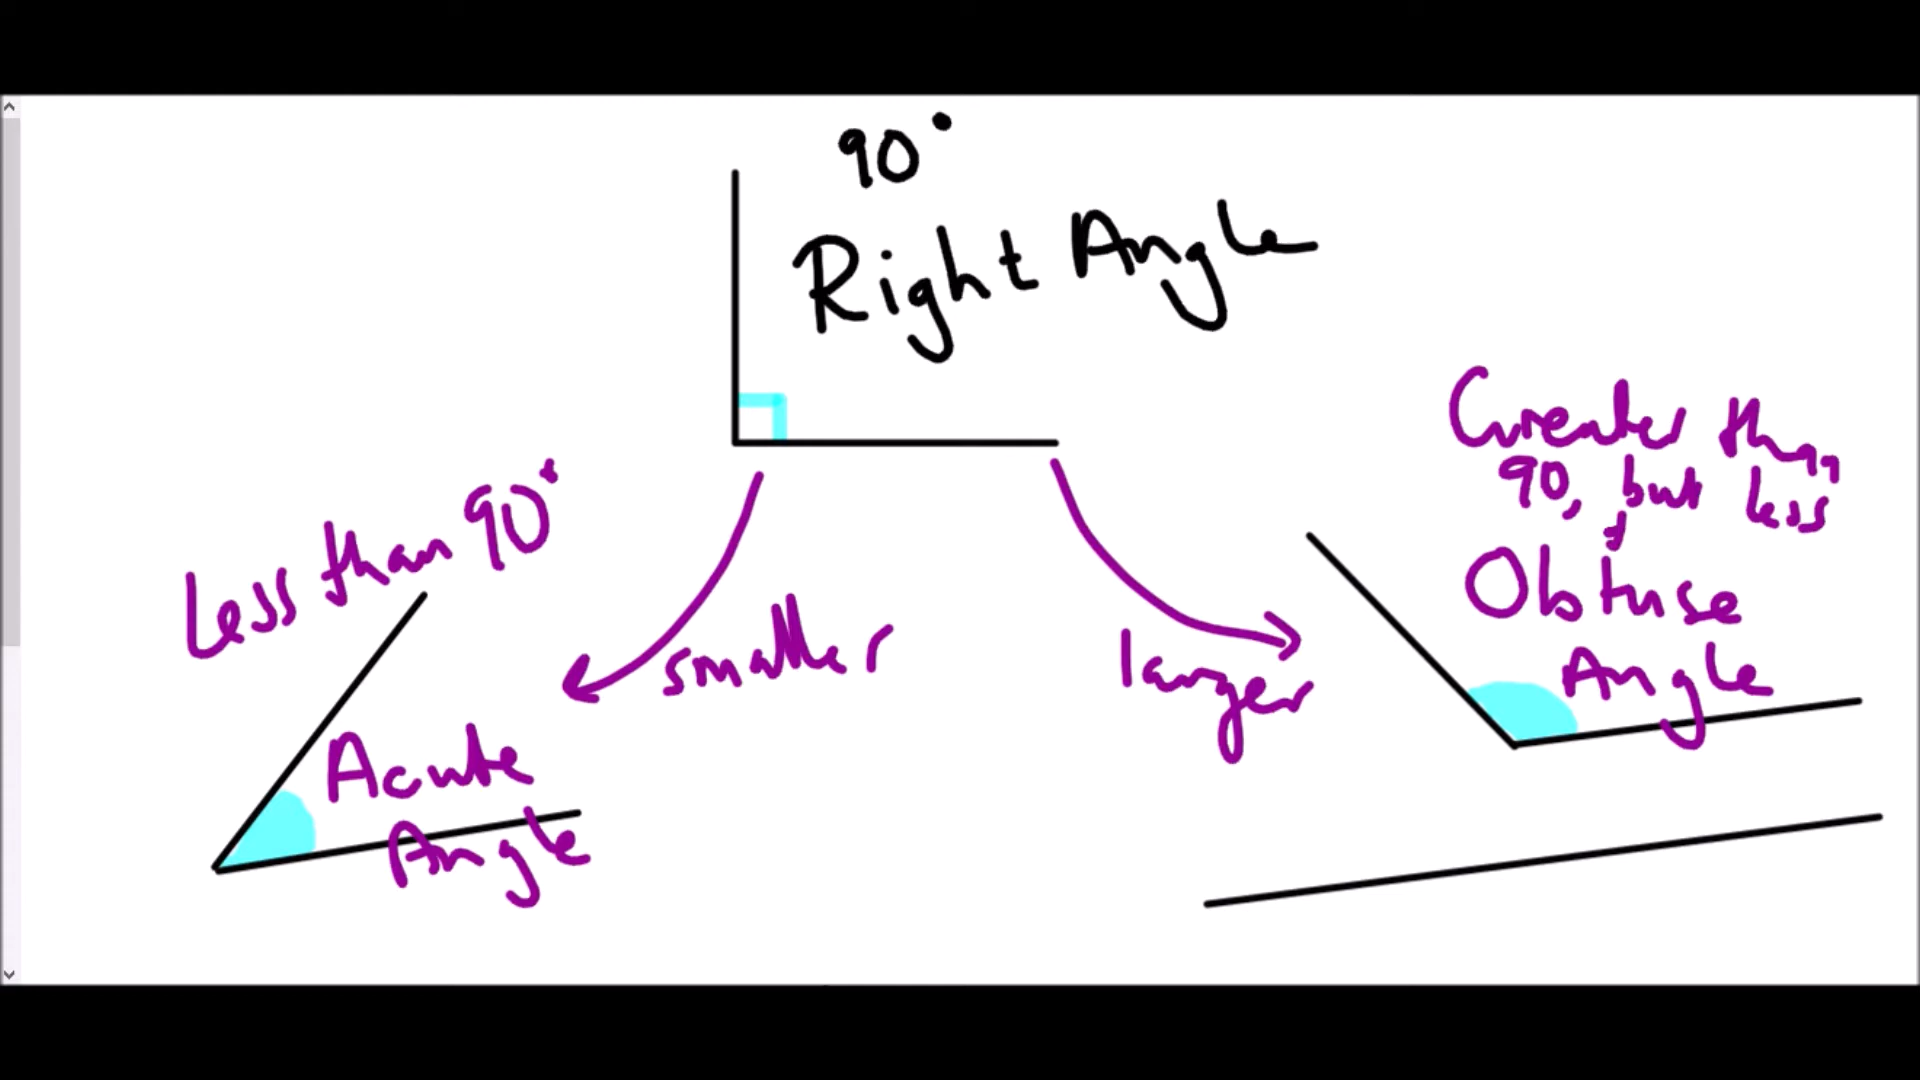 90°
Right Angle
Less than 90°
smaller
Acute
Angle
larger
Greater than
90, but less
Obtuse
Angle